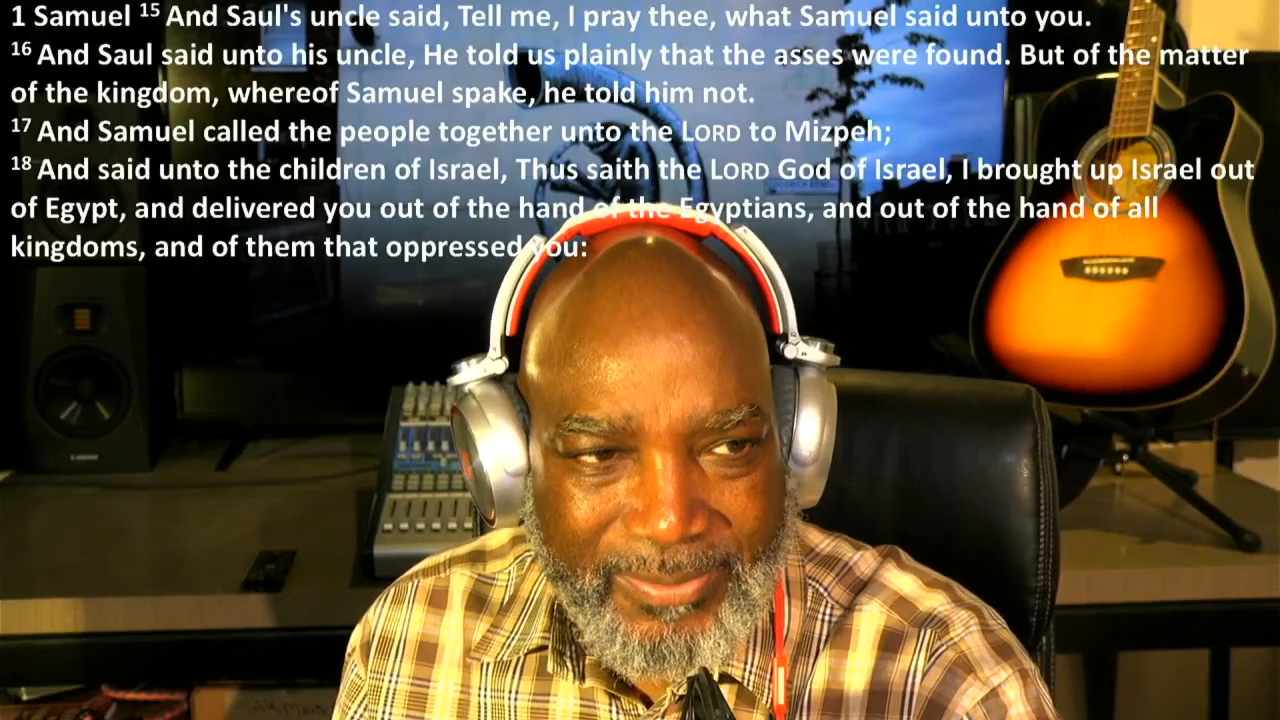 1 Samuel 15 And Saul's uncle said, Tell me, I pray thee, what Samuel said unto you.
16 And Saul said unto his uncle, He told us plainly that the asses were found. But of the matter
of the kingdom, whereof Samuel spake, he told him not.
17 And Samuel called the people together unto the LORD to Mizpeh;
18 And said unto the children of Israel, Thus saith the LORD God of Israel, I brought up Israel out
of Egypt, and delivered you out of the hand of the Egyptians, and out of the hand of all
kingdoms, and of them that oppressed you: